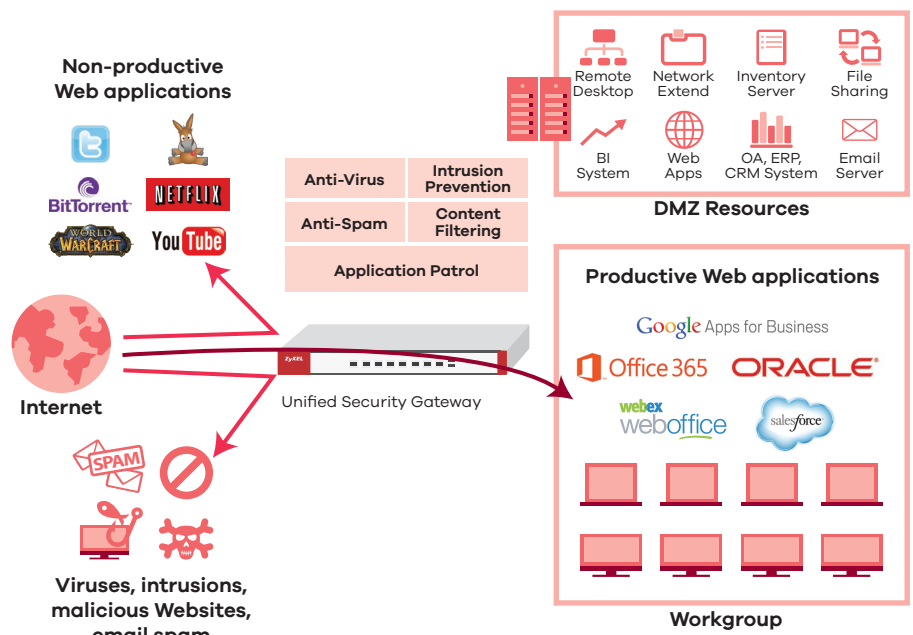 Non-productive
Web applications
BitTorrent
NETFLIX
WORLD
WARCRAFT
YouTube
Internet
SPAM
Viruses, intrusions,
malicious Websites,
email spam
Anti-Virus
Intrusion
Prevention
Anti-Spam
Content
Filtering
Application Patrol
ZyXEL
Unified Security Gateway
Remote
Desktop
Network
Extend
Inventory
Server
File
Sharing
BI
System
Web
Apps
OA, ERP,
CRM System
Email
Server
DMZ Resources
Productive Web applications
Google Apps for Business
Office 365
ORACLE®
webex
weboffice
salesforce
Workgroup